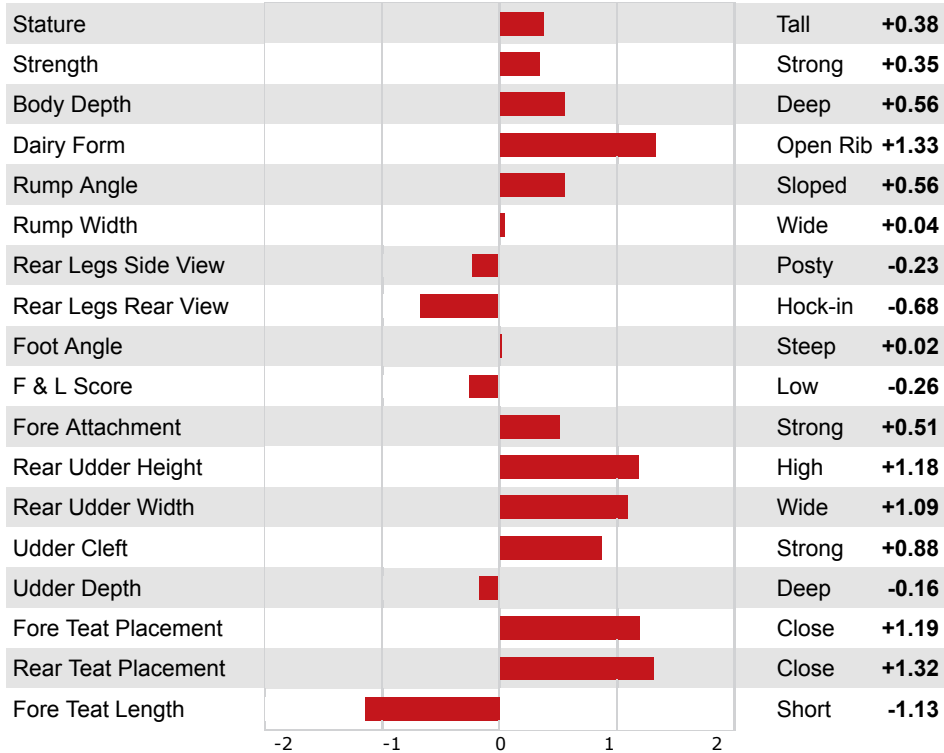 Stature Tall +0.38
Strength Strong +0.35
Body Depth Deep +0.56
Dairy Form Open Rib +1.33
Rump Angle Sloped +0.56
Rump Width Wide +0.04
Rear Legs Side View Posty -0.23
Rear Legs Rear View Hock-in -0.68
Foot Angle Steep +0.02
F & L Score Low -0.26
Fore Attachment Strong +0.51
Rear Udder Height High +1.18
Rear Udder Width Wide +1.09
Udder Cleft Strong +0.88
Udder Depth Deep -0.16
Fore Teat Placement Close +1.19
Rear Teat Placement Close +1.32
Fore Teat Length Short -1.13
-2 -1 0 1 2